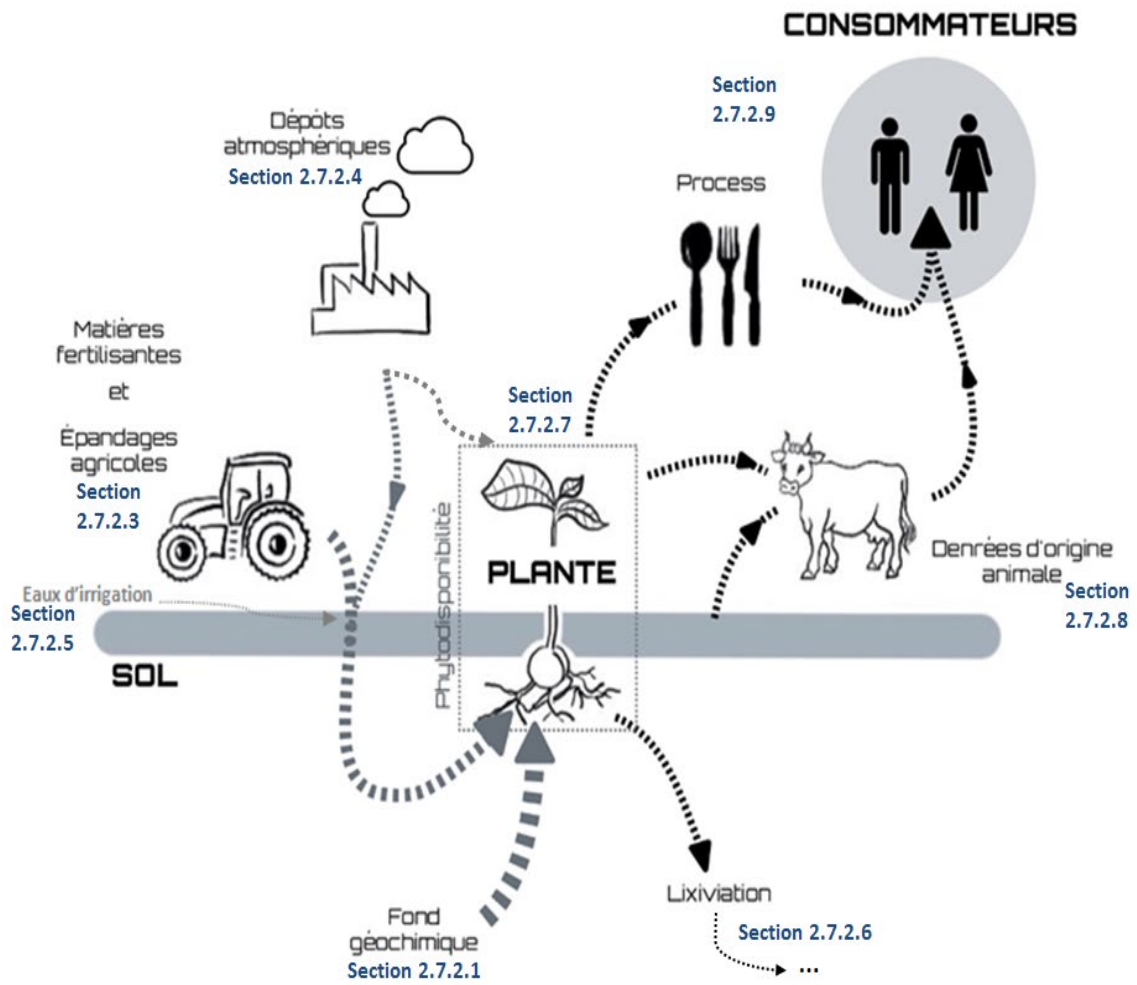 CONSOMMATEURS
Section
2.7.2.9
Dépôts
atmosphériques
Section 2.7.2.4
Process
Matières
fertilisantes
et
Épandages
agricoles
Section
2.7.2.3
Section
2.7.2.7
Phytodisponibilité
PLANTE
Denrées d'origine
animale
Section
2.7.2.8
Eaux d'irrigation
Section
2.7.2.5
SOL
Lixiviation
Section 2.7.2.6
...
Fond
géochimique
Section 2.7.2.1